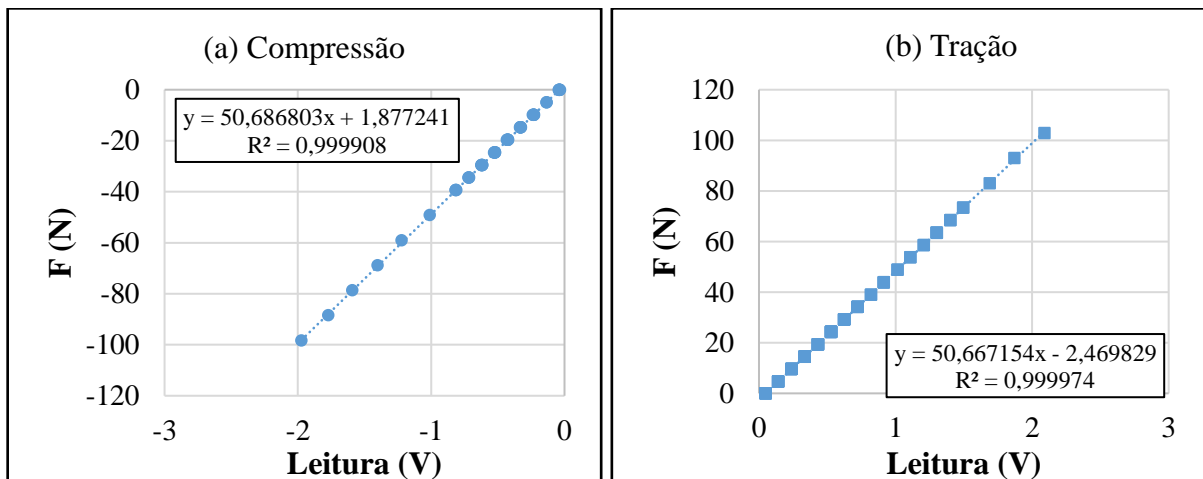 (a) Compressão
0
-20
-40
-60
-80
-100
-120
F (N)
y = 50,686803x + 1,877241
R² = 0,999908
-3 -2 -1 0
Leitura (V)
(b) Tração
120
100
80
60
40
20
0
F (N)
y = 50,667154x - 2,469829
R² = 0,999974
0 1 2 3
Leitura (V)